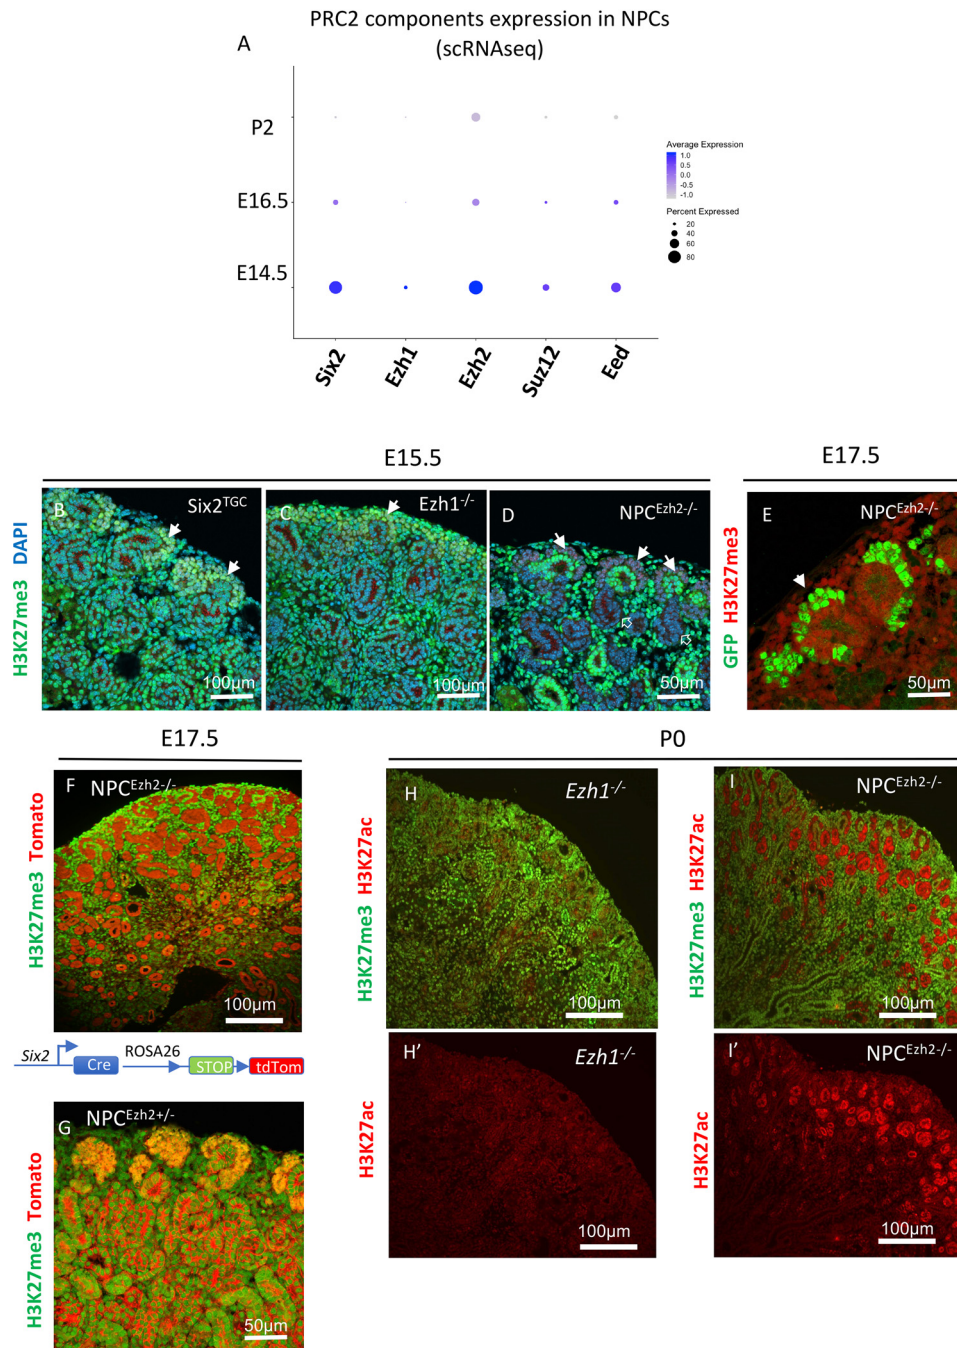 PRC2 components expression in NPCs
(scRNAseq)
A
P2
E16.5
E14.5
Six2
Ezh1
Ezh2
Suz12
Eed
Average Expression
1.0
0.5
0.0
-0.5
-1.0
Percent Expressed
20
40
60
80
E15.5
E17.5
H3K27me3 DAPI
B
Six2TGC
100µm
C
Ezh1-/-
100µm
D
NPCEzh2-/-
50µm
GFP H3K27me3
E
NPCEzh2-/-
50µm
E17.5
P0
H3K27me3 Tomato
F
NPCEzh2-/-
100µm
Six2
Cre
ROSA26
STOP
tdTom
H3K27me3 Tomato
G
NPCEzh2+/-
50µm
H3K27me3 H3K27ac
H
Ezh1-/-
100µm
H3K27me3 H3K27ac
I
NPCEzh2-/-
100µm
H3K27ac
H'
Ezh1-/-
100µm
H3K27ac
I'
NPCEzh2-/-
100µm